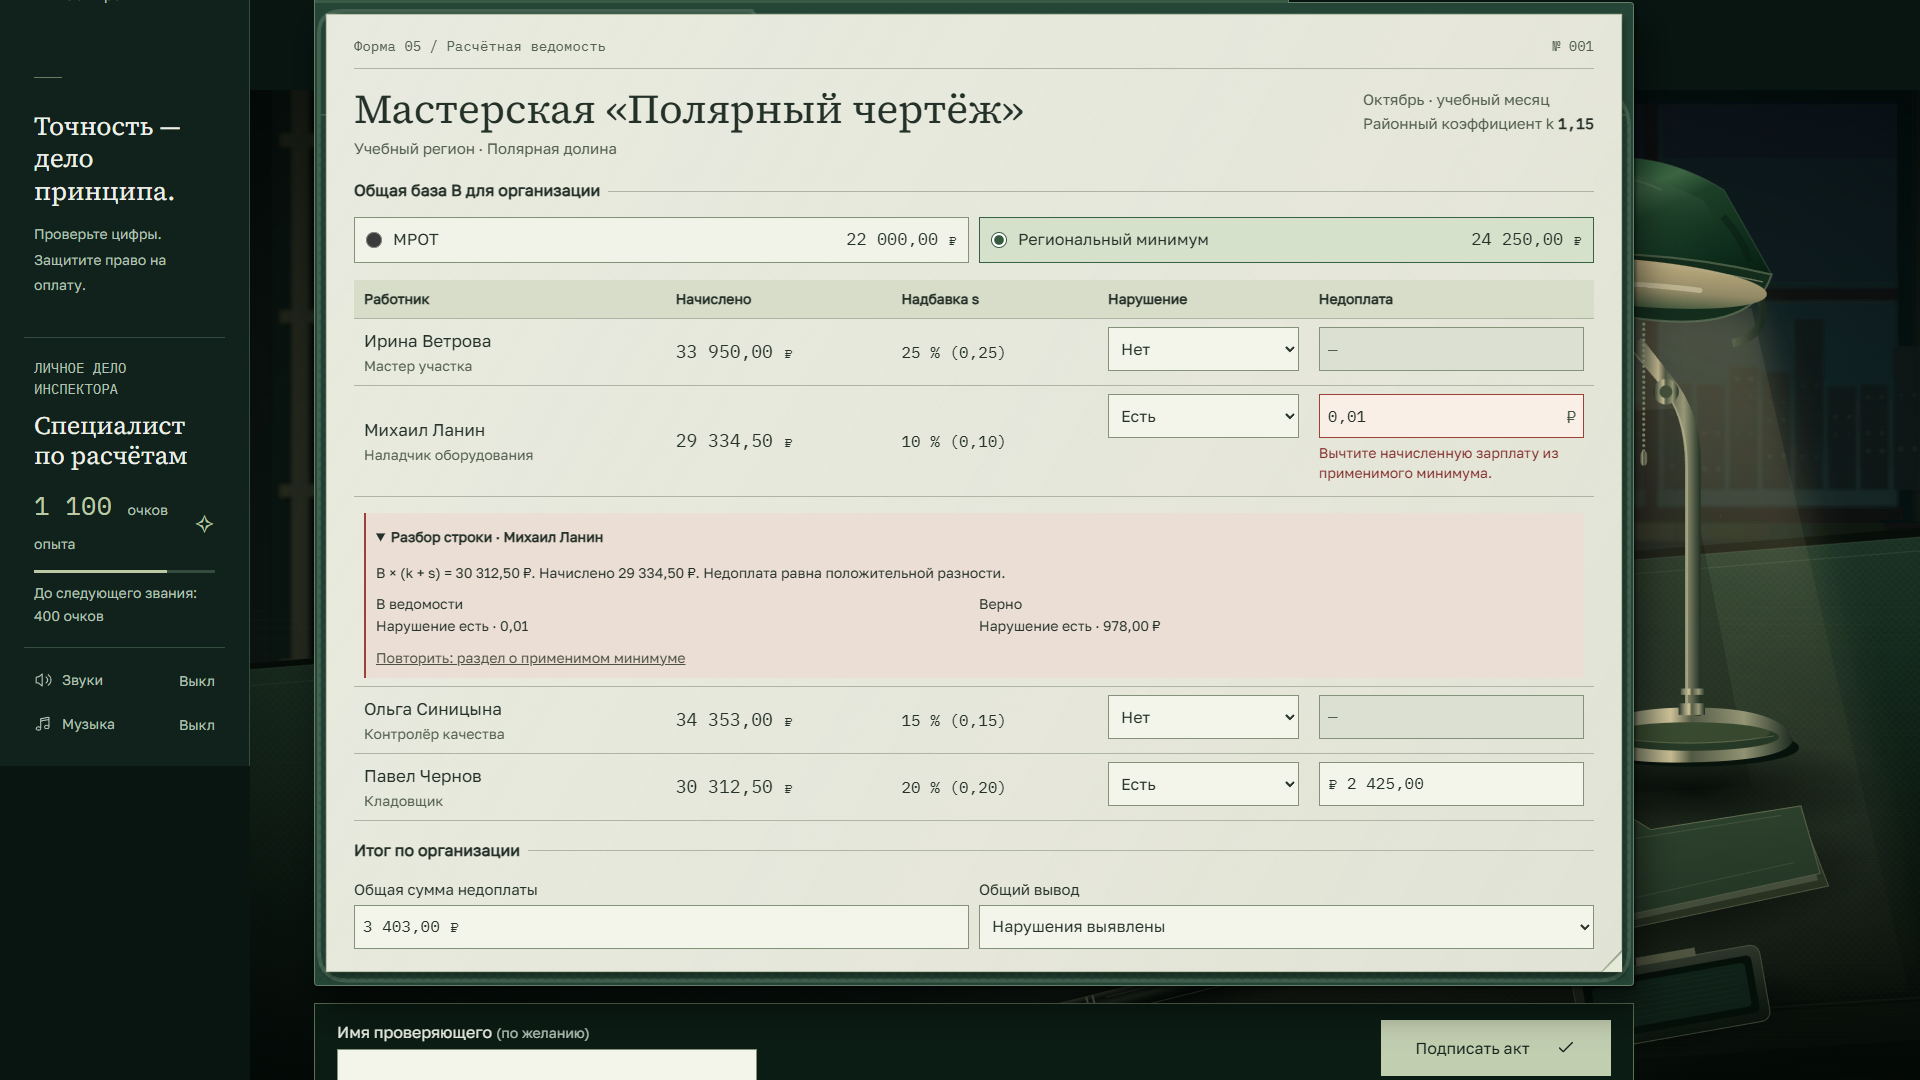 Точность —
дело
принципа.
Проверьте цифры.
Защитите право на
оплату.
ЛИЧНОЕ ДЕЛО
ИНСПЕКТОРА
Специалист
по расчётам
1 100 очков
опыта
До следующего звания:
400 очков
Звуки Выкл
Музыка Выкл
Форма 05 / Расчётная ведомость № 001
Мастерская «Полярный чертёж»
Октябрь · учебный месяц
Районный коэффициент k 1,15
Учебный регион · Полярная долина
Общая база B для организации
МРОТ 22 000,00 ₽
Региональный минимум 24 250,00 ₽
Работник Начислено Надбавка s Нарушение Недоплата
Ирина Ветрова
Мастер участка
33 950,00 ₽ 25 % (0,25) Нет —
Михаил Ланин
Наладчик оборудования
29 334,50 ₽ 10 % (0,10) Есть 0,01 ₽
Вычтите начисленную зарплату из
применимого минимума.
▼ Разбор строки · Михаил Ланин
B × (k + s) = 30 312,50 ₽. Начислено 29 334,50 ₽. Недоплата равна положительной разности.
В ведомости
Нарушение есть · 0,01
Верно
Нарушение есть · 978,00 ₽
Повторить: раздел о применимом минимуме
Ольга Синицына
Контролёр качества
34 353,00 ₽ 15 % (0,15) Нет —
Павел Чернов
Кладовщик
30 312,50 ₽ 20 % (0,20) Есть ₽ 2 425,00
Итог по организации
Общая сумма недоплаты
3 403,00 ₽
Общий вывод
Нарушения выявлены
Имя проверяющего (по желанию)
Подписать акт